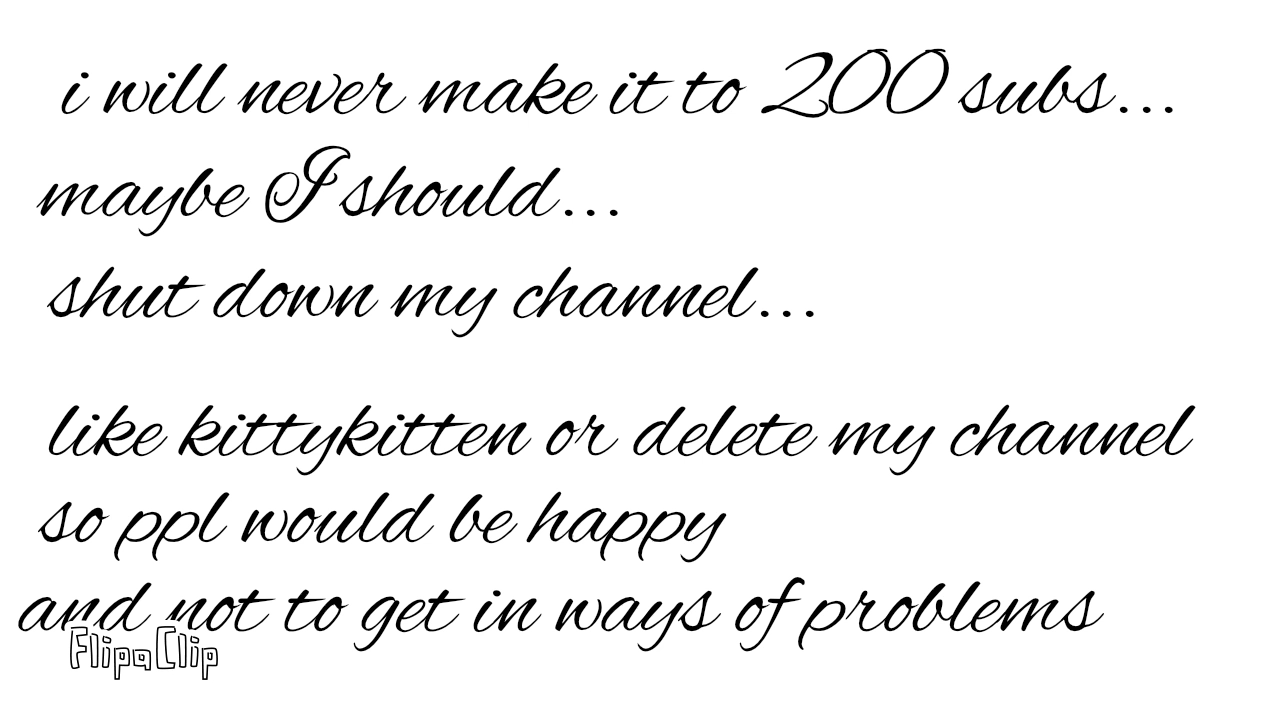 i will never make it to 200 subs...
maybe I should...
shut down my channel...
like kittykitten or delete my channel
so ppl would be happy
and not to get in ways of problems
FlipaClip